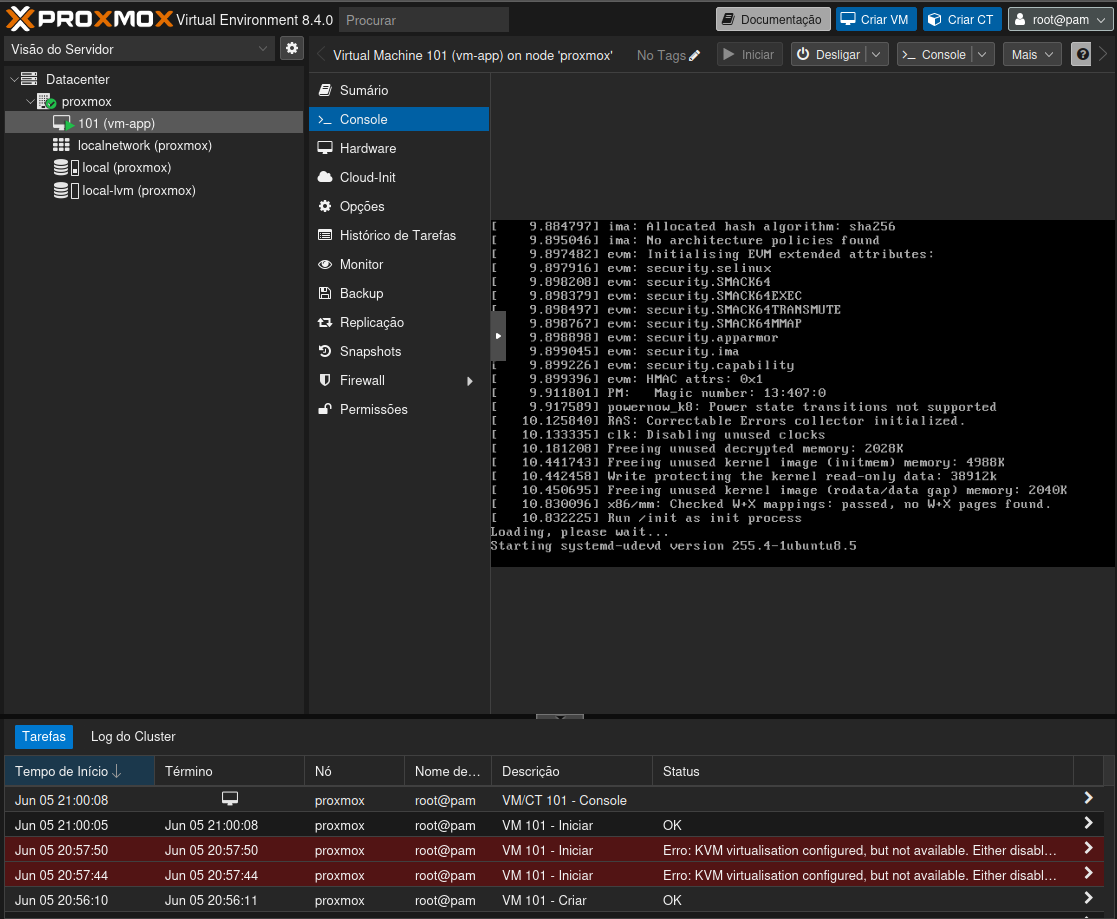 PROXMOX Virtual Environment 8.4.0 Procurar Documentação Criar VM Criar CT root@pam
Visão do Servidor
Datacenter
proxmox
101 (vm-app)
localnetwork (proxmox)
local (proxmox)
local-lvm (proxmox)
Virtual Machine 101 (vm-app) on node 'proxmox' No Tags Iniciar Desligar Console Mais
Sumário
Console
Hardware
Cloud-Init
Opções
Histórico de Tarefas
Monitor
Backup
Replicação
Snapshots
Firewall
Permissões
[    9.884797] ima: Allocated hash algorithm: sha256
[    9.895046] ima: No architecture policies found
[    9.897482] evm: Initialising EVM extended attributes:
[    9.897916] evm: security.selinux
[    9.898208] evm: security.SMACK64
[    9.898379] evm: security.SMACK64EXEC
[    9.898497] evm: security.SMACK64TRANSMUTE
[    9.898767] evm: security.SMACK64MMAP
[    9.898898] evm: security.apparmor
[    9.899045] evm: security.ima
[    9.899226] evm: security.capability
[    9.899396] evm: HMAC attrs: 0x1
[    9.911801] PM:   Magic number: 13:407:0
[    9.917589] powernow_k8: Power state transitions not supported
[   10.125840] RAS: Correctable Errors collector initialized.
[   10.133335] clk: Disabling unused clocks
[   10.181208] Freeing unused decrypted memory: 2028K
[   10.441743] Freeing unused kernel image (initmem) memory: 4988K
[   10.442458] Write protecting the kernel read-only data: 38912k
[   10.450695] Freeing unused kernel image (rodata/data gap) memory: 2040K
[   10.830096] x86/mm: Checked W+X mappings: passed, no W+X pages found.
[   10.832225] Run /init as init process
Loading, please wait...
Starting systemd-udevd version 255.4-1ubuntu8.5
Tarefas Log do Cluster
Tempo de Início Término Nó Nome de... Descrição Status
Jun 05 21:00:08 proxmox root@pam VM/CT 101 - Console
Jun 05 21:00:05 Jun 05 21:00:08 proxmox root@pam VM 101 - Iniciar OK
Jun 05 20:57:50 Jun 05 20:57:50 proxmox root@pam VM 101 - Iniciar Erro: KVM virtualisation configured, but not available. Either disabl...
Jun 05 20:57:44 Jun 05 20:57:44 proxmox root@pam VM 101 - Iniciar Erro: KVM virtualisation configured, but not available. Either disabl...
Jun 05 20:56:10 Jun 05 20:56:11 proxmox root@pam VM 101 - Criar OK